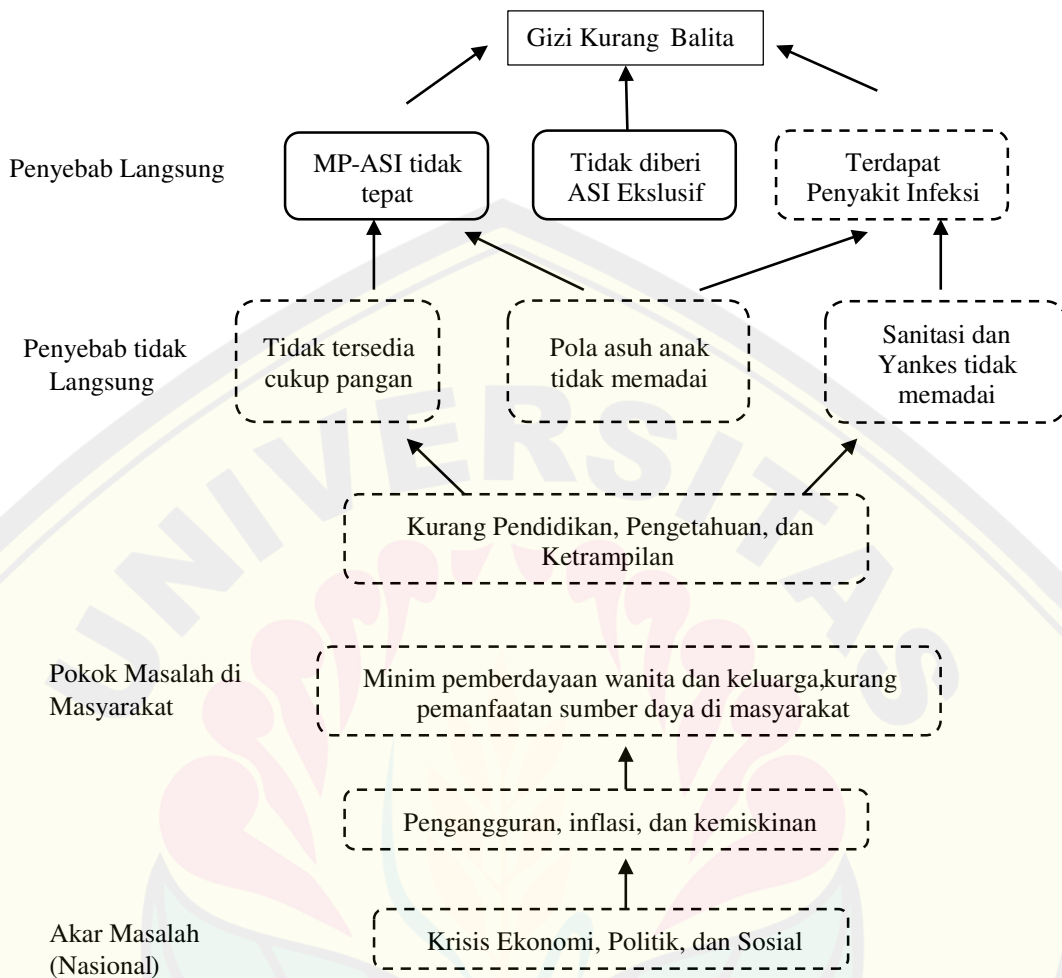 Gizi Kurang Balita
Penyebab Langsung
MP-ASI tidak
tepat
Tidak diberi
ASI Ekslusif
Terdapat
Penyakit Infeksi
Penyebab tidak
Langsung
Tidak tersedia
cukup pangan
Pola asuh anak
tidak memadai
Sanitasi dan
Yankes tidak
memadai
Kurang Pendidikan, Pengetahuan, dan
Ketrampilan
Pokok Masalah di
Masyarakat
Minim pemberdayaan wanita dan keluarga,kurang
pemanfaatan sumber daya di masyarakat
Pengangguran, inflasi, dan kemiskinan
Akar Masalah
(Nasional)
Krisis Ekonomi, Politik, dan Sosial
UNIVERSITAS